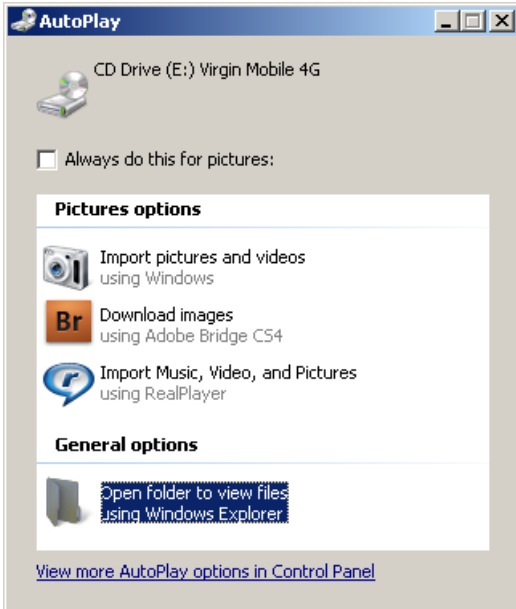 AutoPlay
CD Drive (E:) Virgin Mobile 4G
Always do this for pictures:
Pictures options
Import pictures and videos
using Windows
Br
Download images
using Adobe Bridge CS4
Import Music, Video, and Pictures
using RealPlayer
General options
Open folder to view files
using Windows Explorer
View more AutoPlay options in Control Panel